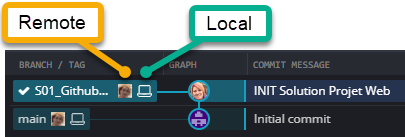 Remote Local
BRANCH / TAG GRAPH COMMIT MESSAGE
S01_Github... INIT Solution Projet Web
main Initial commit